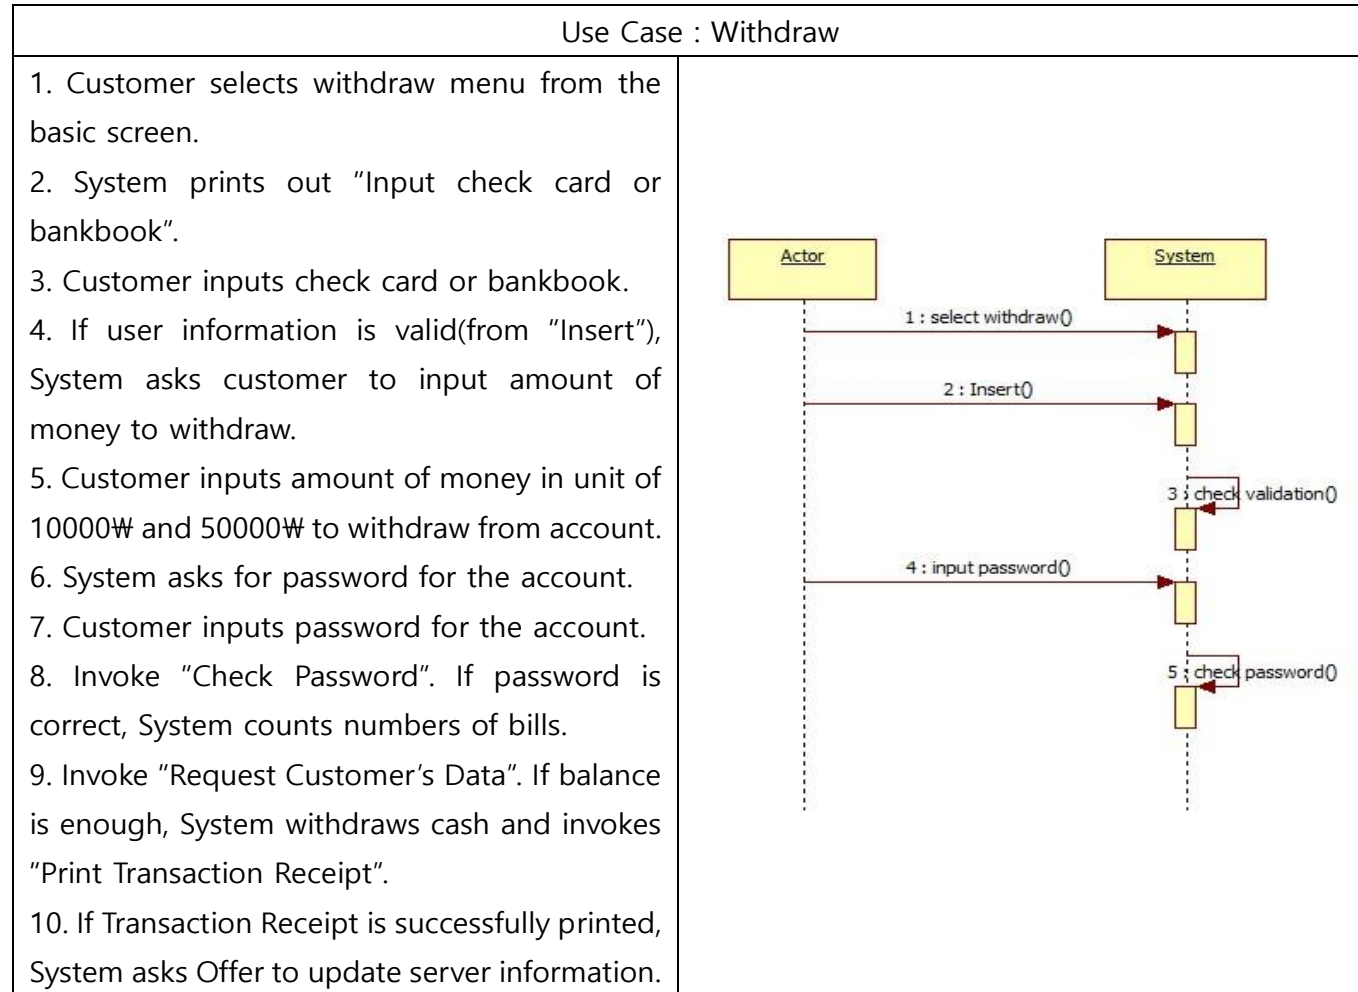 Use Case : Withdraw
1. Customer selects withdraw menu from the
basic screen.
2. System prints out "Input check card or
bankbook".
3. Customer inputs check card or bankbook.
4. If user information is valid(from "Insert"),
System asks customer to input amount of
money to withdraw.
5. Customer inputs amount of money in unit of
10000₩ and 50000₩ to withdraw from account.
6. System asks for password for the account.
7. Customer inputs password for the account.
8. Invoke "Check Password". If password is
correct, System counts numbers of bills.
9. Invoke "Request Customer's Data". If balance
is enough, System withdraws cash and invokes
"Print Transaction Receipt".
10. If Transaction Receipt is successfully printed,
System asks Offer to update server information.
Actor
System
1 : select withdraw()
2 : Insert()
3 : check validation()
4 : input password()
5 : check password()